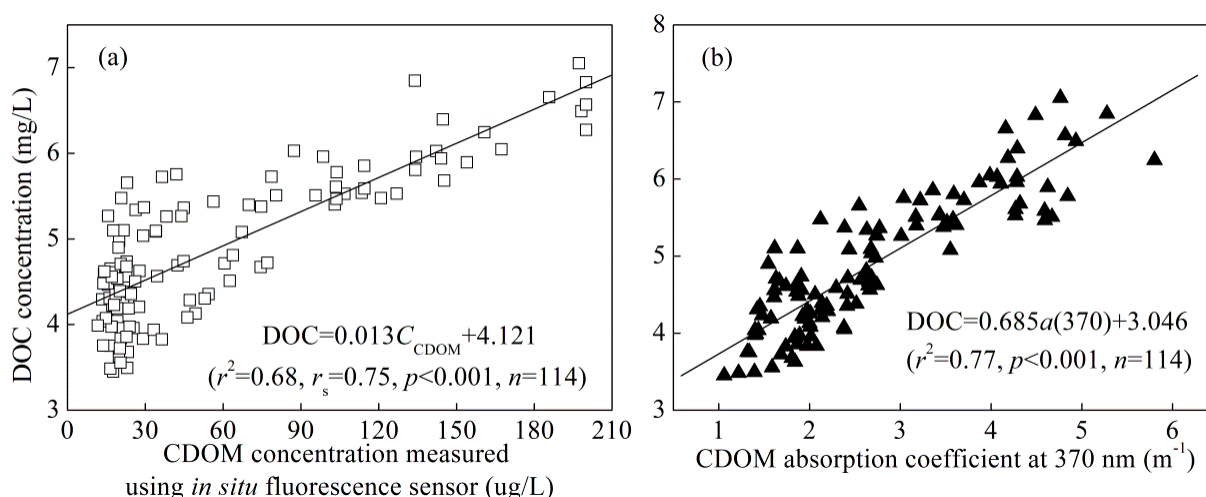 DOC concentration (mg/L)
(a)
7
6
5
4
3
DOC=0.013C_CDOM+4.121
(r²=0.68, r_s=0.75, p<0.001, n=114)
0 30 60 90 120 150 180 210
CDOM concentration measured
using in situ fluorescence sensor (ug/L)
(b)
8
7
6
5
4
3
DOC=0.685a(370)+3.046
(r²=0.77, p<0.001, n=114)
1 2 3 4 5 6
CDOM absorption coefficient at 370 nm (m⁻¹)